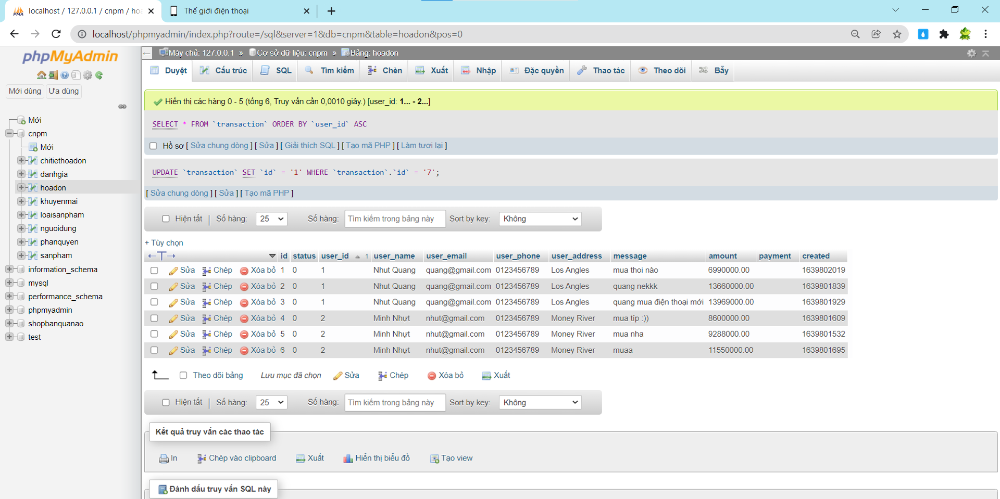 localhost / 127.0.0.1 / cnpm / hoa
Thế giới điện thoại
localhost/phpmyadmin/index.php?route=/sql&server=1&db=cnpm&table=hoadon&pos=0
phpMyAdmin
Mới dùng Ưa dùng
Mới
cnpm
Mới
chitiethoadon
danhgia
hoadon
khuyenmai
loaisanpham
nguoidung
phanquyen
sanpham
information_schema
mysql
performance_schema
phpmyadmin
shopbanquanao
test
Máy chủ: 127.0.0.1 » Cơ sở dữ liệu: cnpm » Bảng: hoadon
Duyệt Cấu trúc SQL Tìm kiếm Chèn Xuất Nhập Đặc quyền Thao tác Theo dõi Bẫy
Hiển thị các hàng 0 - 5 (tổng 6, Truy vấn cần 0,0010 giây.) [user_id: 1... - 2...]
SELECT * FROM `transaction` ORDER BY `user_id` ASC
Hồ sơ [ Sửa chung dòng ] [ Sửa ] [ Giải thích SQL ] [ Tạo mã PHP ] [ Làm tươi lại ]
UPDATE `transaction` SET `id` = '1' WHERE `transaction`.`id` = '7';
[ Sửa chung dòng ] [ Sửa ] [ Tạo mã PHP ]
Hiện tất Số hàng: 25 Số hàng: Tìm kiếm trong bảng này Sort by key: Không
+ Tùy chọn
←T→ id status user_id 1 user_name user_email user_phone user_address message amount payment created
Sửa Chép Xóa bỏ 1 0 1 Nhut Quang quang@gmail.com 0123456789 Los Angles mua thoi nào 6990000.00 1639802019
Sửa Chép Xóa bỏ 2 0 1 Nhut Quang quang@gmail.com 0123456789 Los Angles quang nekkk 13660000.00 1639801839
Sửa Chép Xóa bỏ 3 0 1 Nhut Quang quang@gmail.com 0123456789 Los Angles quang mua điện thoại mới 13969000.00 1639801929
Sửa Chép Xóa bỏ 4 0 2 Minh Nhựt nhut@gmail.com 0123456789 Money River mua típ :)) 8600000.00 1639801609
Sửa Chép Xóa bỏ 5 0 2 Minh Nhựt nhut@gmail.com 0123456789 Money River mua nha 9288000.00 1639801532
Sửa Chép Xóa bỏ 6 0 2 Minh Nhựt nhut@gmail.com 0123456789 Money River muaa 11550000.00 1639801695
Theo dõi bảng Lưu mục đã chọn Sửa Chép Xóa bỏ Xuất
Hiện tất Số hàng: 25 Số hàng: Tìm kiếm trong bảng này Sort by key: Không
Kết quả truy vấn các thao tác
In Chép vào clipboard Xuất Hiển thị biểu đồ Tạo view
Đánh dấu truy vấn SQL này